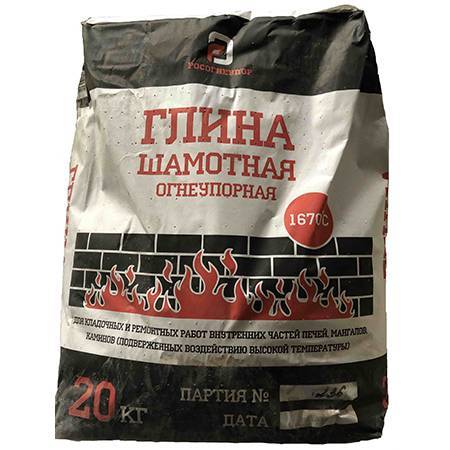 РОСОГНЕУПОР
ГЛИНА
ШАМОТНАЯ
ОГНЕУПОРНАЯ
1670С
ДЛЯ КЛАДОЧНЫХ И РЕМОНТНЫХ РАБОТ ВНУТРЕННИХ ЧАСТЕЙ ПЕЧЕЙ, МАНГАЛОВ,
КАМИНОВ (ПОДВЕРЖЕННЫХ ВОЗДЕЙСТВИЮ ВЫСОКОЙ ТЕМПЕРАТУРЫ)
20 КГ
ПАРТИЯ №
ДАТА